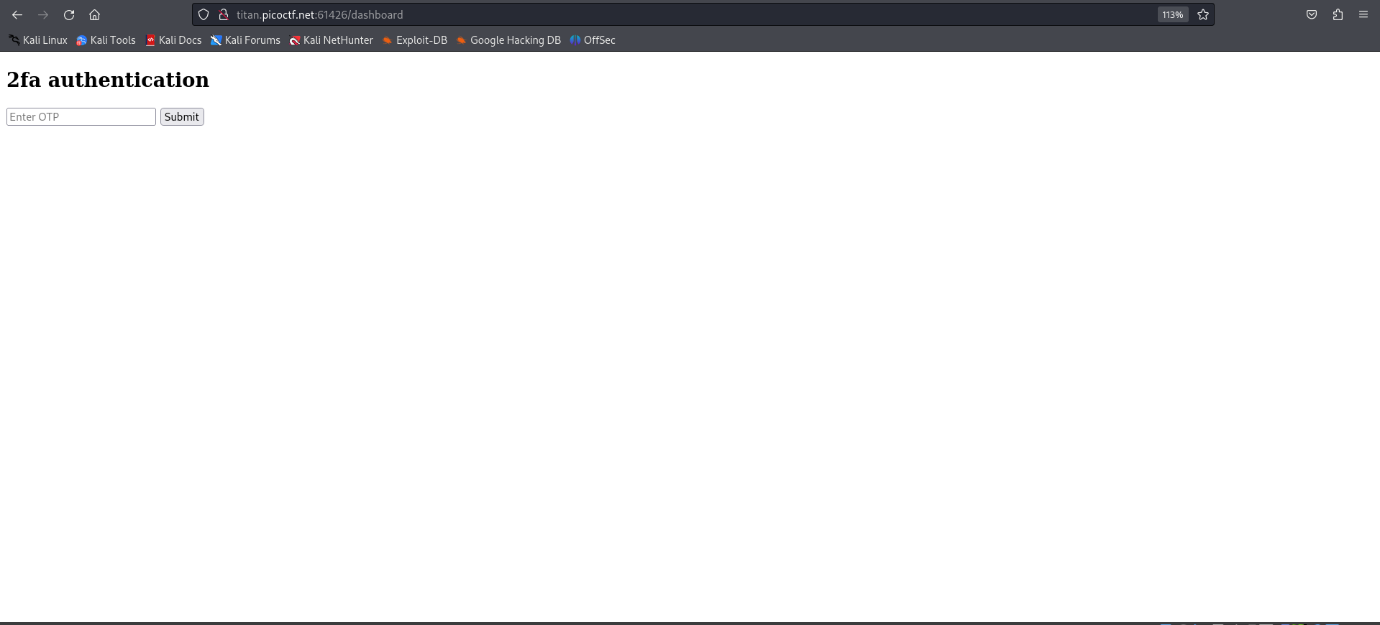 titan.picoctf.net:61426/dashboard 113%
Kali Linux Kali Tools Kali Docs Kali Forums Kali NetHunter Exploit-DB Google Hacking DB OffSec
2fa authentication
Enter OTP Submit